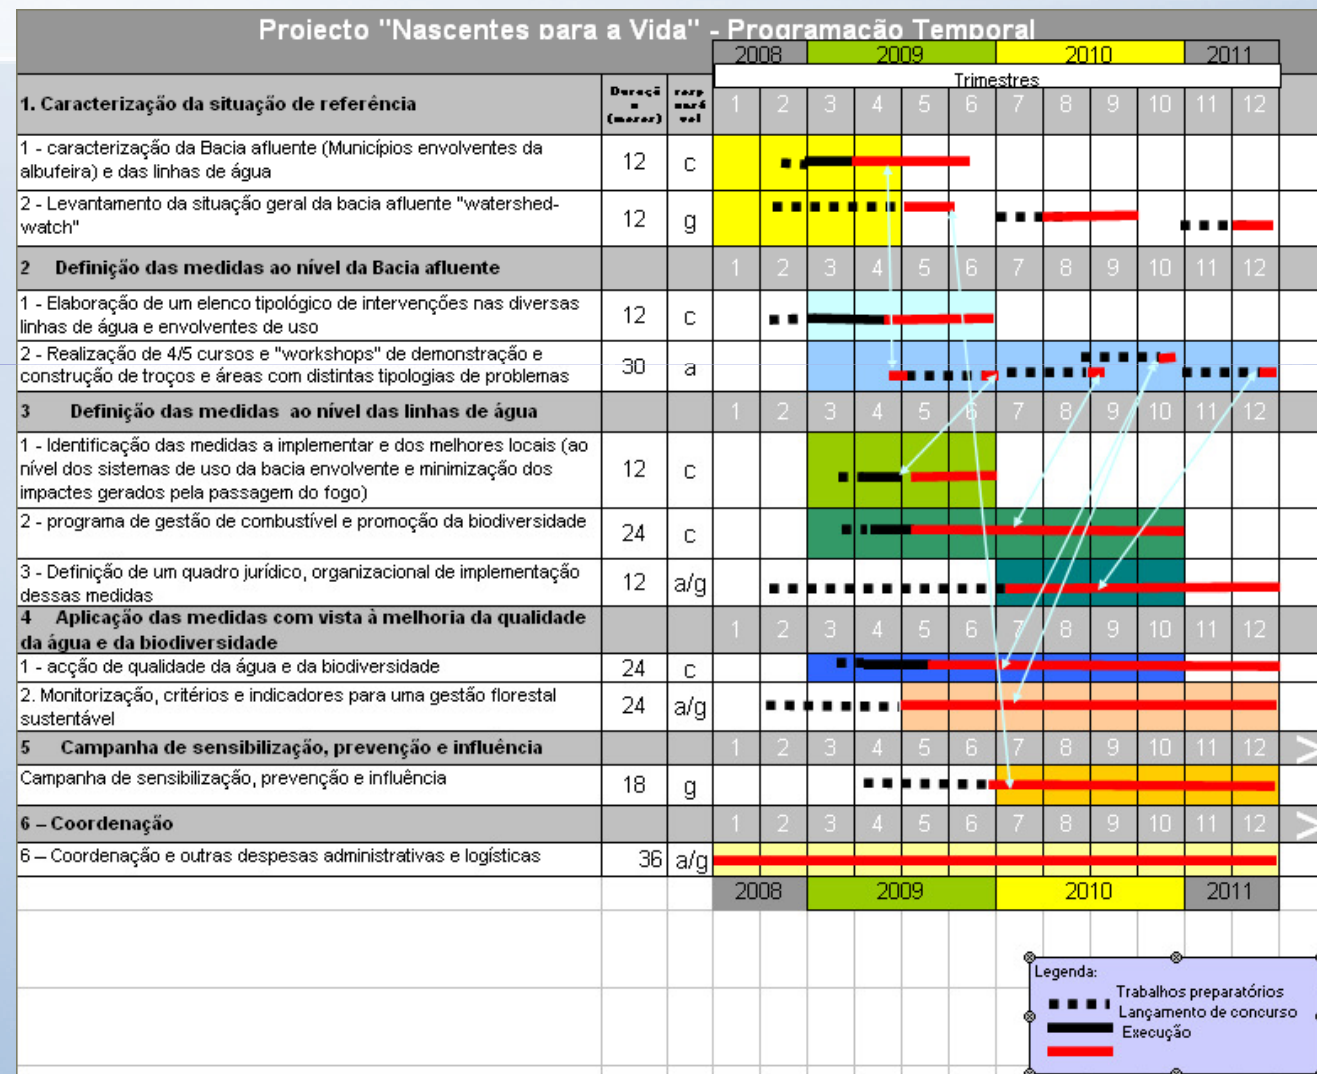 Projecto "Nascentes para a Vida" - Programação Temporal
2008 2009 2010 2011
Trimestres
1. Caracterização da situação de referência Duração (meses) responsável 1 2 3 4 5 6 7 8 9 10 11 12
1 - caracterização da Bacia afluente (Municípios envolventes da
albufeira) e das linhas de água 12 c
2 - Levantamento da situação geral da bacia afluente "watershed-
watch" 12 g
2 Definição das medidas ao nível da Bacia afluente 1 2 3 4 5 6 7 8 9 10 11 12
1 - Elaboração de um elenco tipológico de intervenções nas diversas
linhas de água e envolventes de uso 12 c
2 - Realização de 4/5 cursos e "workshops" de demonstração e
construção de troços e áreas com distintas tipologias de problemas 30 a
3 Definição das medidas ao nível das linhas de água 1 2 3 4 5 6 7 8 9 10 11 12
1 - Identificação das medidas a implementar e dos melhores locais (ao
nível dos sistemas de uso da bacia envolvente e minimização dos
impactes gerados pela passagem do fogo) 12 c
2 - programa de gestão de combustível e promoção da biodiversidade 24 c
3 - Definição de um quadro jurídico, organizacional de implementação
dessas medidas 12 a/g
4 Aplicação das medidas com vista à melhoria da qualidade
da água e da biodiversidade 1 2 3 4 5 6 7 8 9 10 11 12
1 - acção de qualidade da água e da biodiversidade 24 c
2. Monitorização, critérios e indicadores para uma gestão florestal
sustentável 24 a/g
5 Campanha de sensibilização, prevenção e influência 1 2 3 4 5 6 7 8 9 10 11 12 >
Campanha de sensibilização, prevenção e influência 18 g
6 – Coordenação 1 2 3 4 5 6 7 8 9 10 11 12 >
6 – Coordenação e outras despesas administrativas e logísticas 36 a/g
2008 2009 2010 2011
Legenda:
Trabalhos preparatórios
Lançamento de concurso
Execução